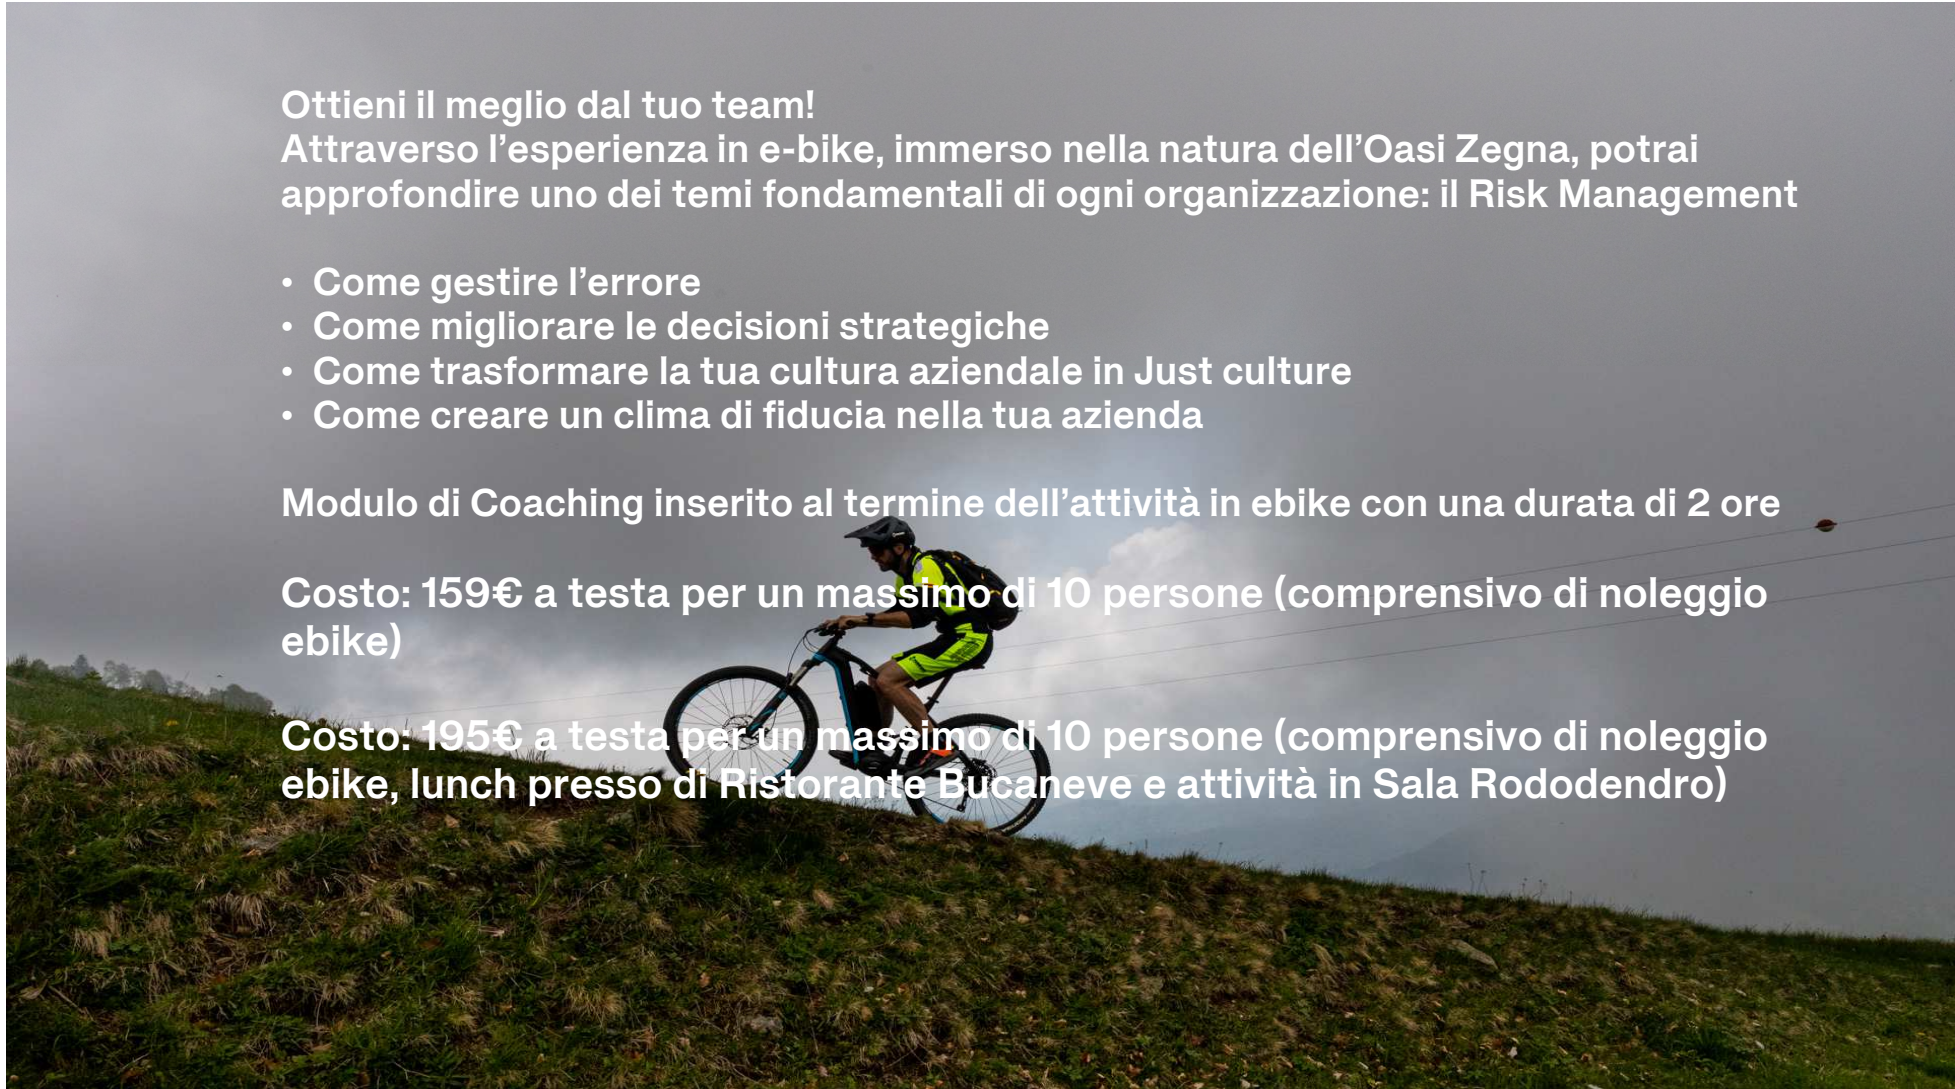 Ottieni il meglio dal tuo team!
Attraverso l’esperienza in e-bike, immerso nella natura dell’Oasi Zegna, potrai
approfondire uno dei temi fondamentali di ogni organizzazione: il Risk Management
• Come gestire l’errore
• Come migliorare le decisioni strategiche
• Come trasformare la tua cultura aziendale in Just culture
• Come creare un clima di fiducia nella tua azienda
Modulo di Coaching inserito al termine dell’attività in ebike con una durata di 2 ore
Costo: 159€ a testa per un massimo di 10 persone (comprensivo di noleggio
ebike)
Costo: 195€ a testa per un massimo di 10 persone (comprensivo di noleggio
ebike, lunch presso di Ristorante Bucaneve e attività in Sala Rododendro)